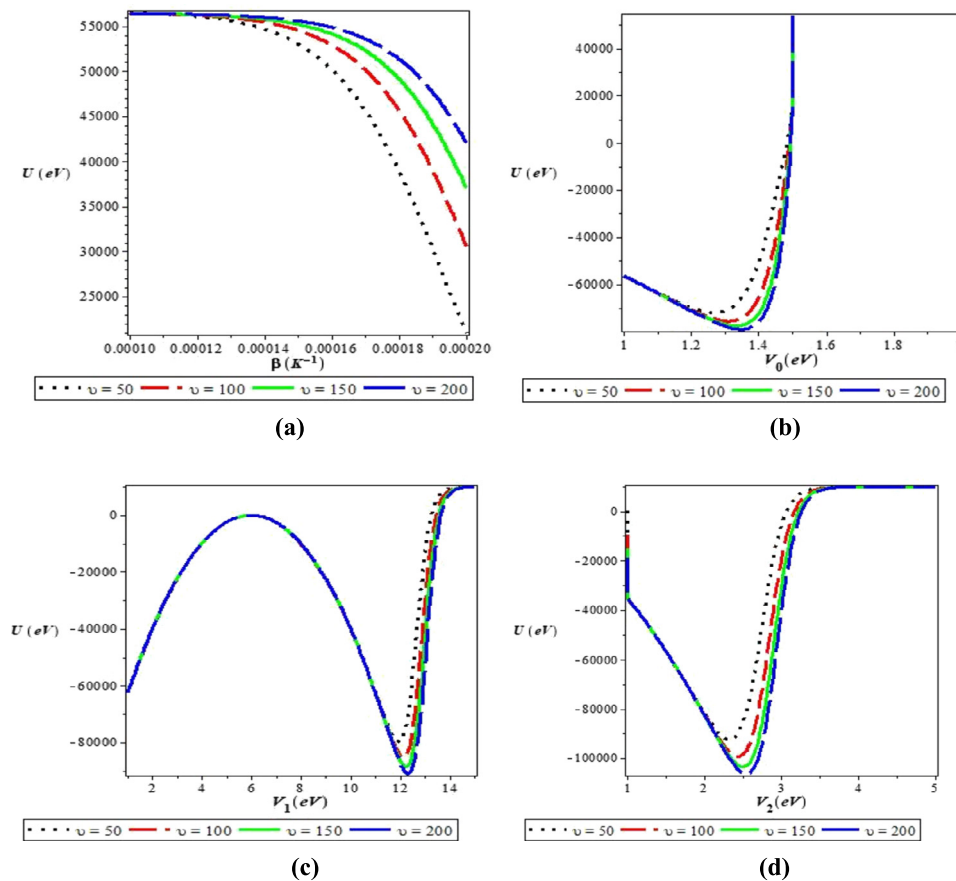 55000
50000
45000
U (eV)
40000
35000
30000
25000
0.00010 0.00012 0.00014 0.00016 0.00018 0.00020
β (K⁻¹)
υ = 50 υ = 100 υ = 150 υ = 200
(a)
40000
20000
0
U (eV)
−20000
−40000
−60000
1 1.2 1.4 1.6 1.8
V₀(eV)
υ = 50 υ = 100 υ = 150 υ = 200
(b)
0
−20000
U (eV)
−40000
−60000
−80000
2 4 6 8 10 12 14
V₁(eV)
υ = 50 υ = 100 υ = 150 υ = 200
(c)
0
−20000
U (eV)
−40000
−60000
−80000
−100000
1 2 3 4 5
V₂(eV)
υ = 50 υ = 100 υ = 150 υ = 200
(d)